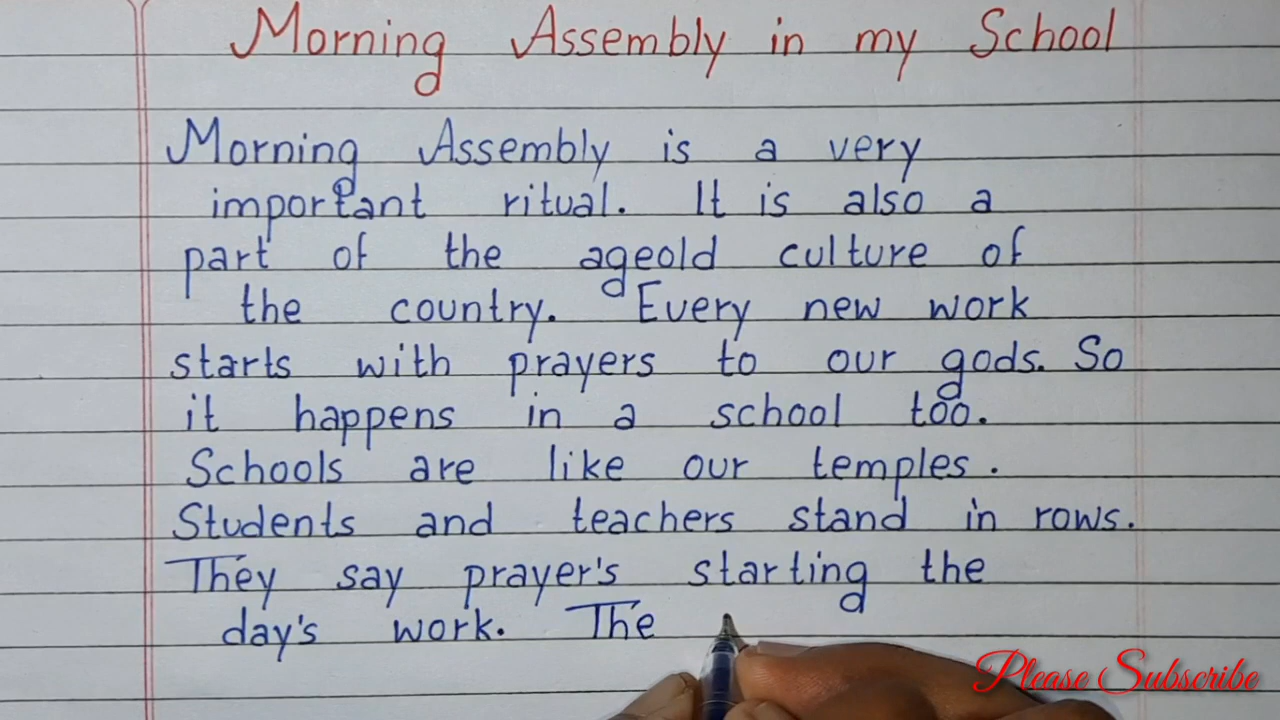 Morning Assembly in my School
Morning Assembly is a very
important ritual. It is also a
part of the ageold culture of
the country. Every new work
starts with prayers to our gods. So
it happens in a school too.
Schools are like our temples.
Students and teachers stand in rows.
They say prayer's starting the
day's work. The
Please Subscribe